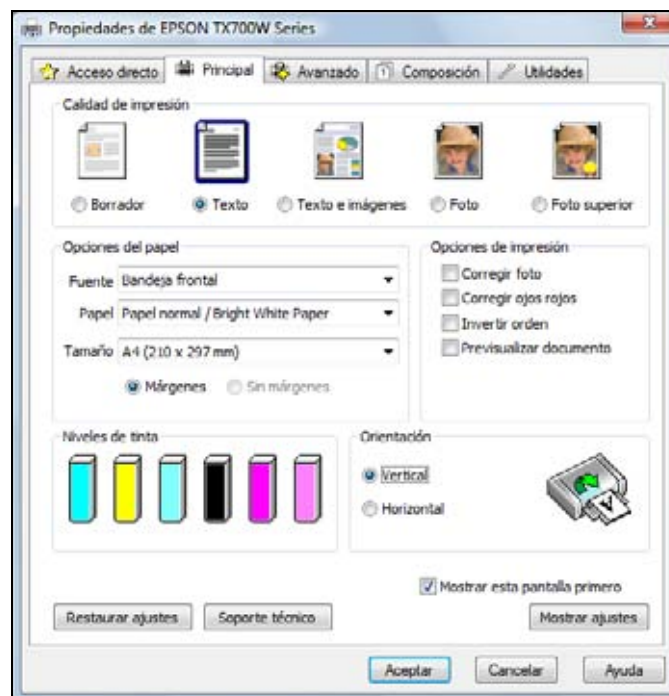 Propiedades de EPSON TX700W Series
Acceso directo Principal Avanzado Composición Utilidades
Calidad de impresión
Borrador Texto Texto e imágenes Foto Foto superior
Opciones del papel
Fuente Bandeja frontal
Papel Papel normal / Bright White Paper
Tamaño A4 (210 x 297 mm)
Márgenes Sin márgenes
Opciones de impresión
Corregir foto
Corregir ojos rojos
Invertir orden
Previsualizar documento
Niveles de tinta
Orientación
Vertical
Horizontal
A
Mostrar esta pantalla primero
Restaurar ajustes Soporte técnico Mostrar ajustes
Aceptar Cancelar Ayuda